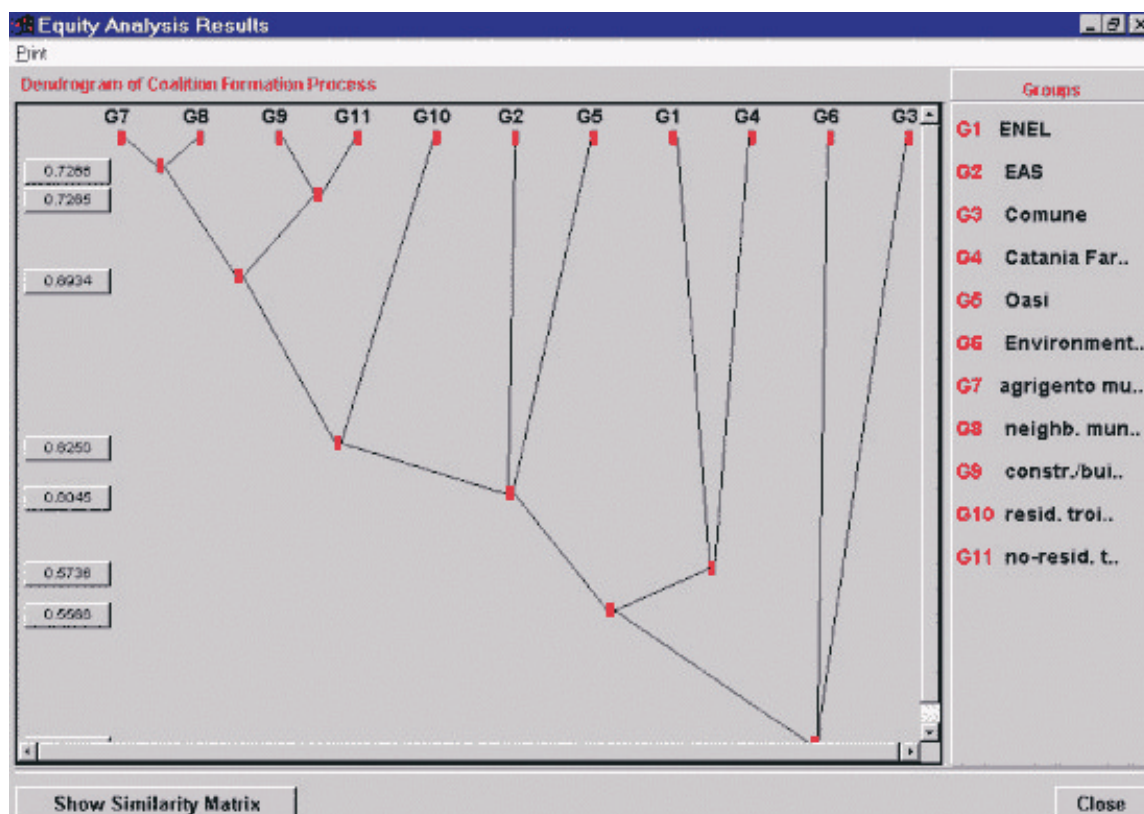 Equity Analysis Results
Print
Dendrogram of Coalition Formation Process
Groups
G7 G8 G9 G11 G10 G2 G5 G1 G4 G6 G3
0.7266
0.7265
0.6934
0.6250
0.6045
0.5736
0.5566
G1 ENEL
G2 EAS
G3 Comune
G4 Catania Far..
G5 Oasi
G6 Environment..
G7 agrigento mu..
G8 neighb. mun..
G9 constr./bui..
G10 resid. troi..
G11 no-resid. t..
Show Similarity Matrix
Close